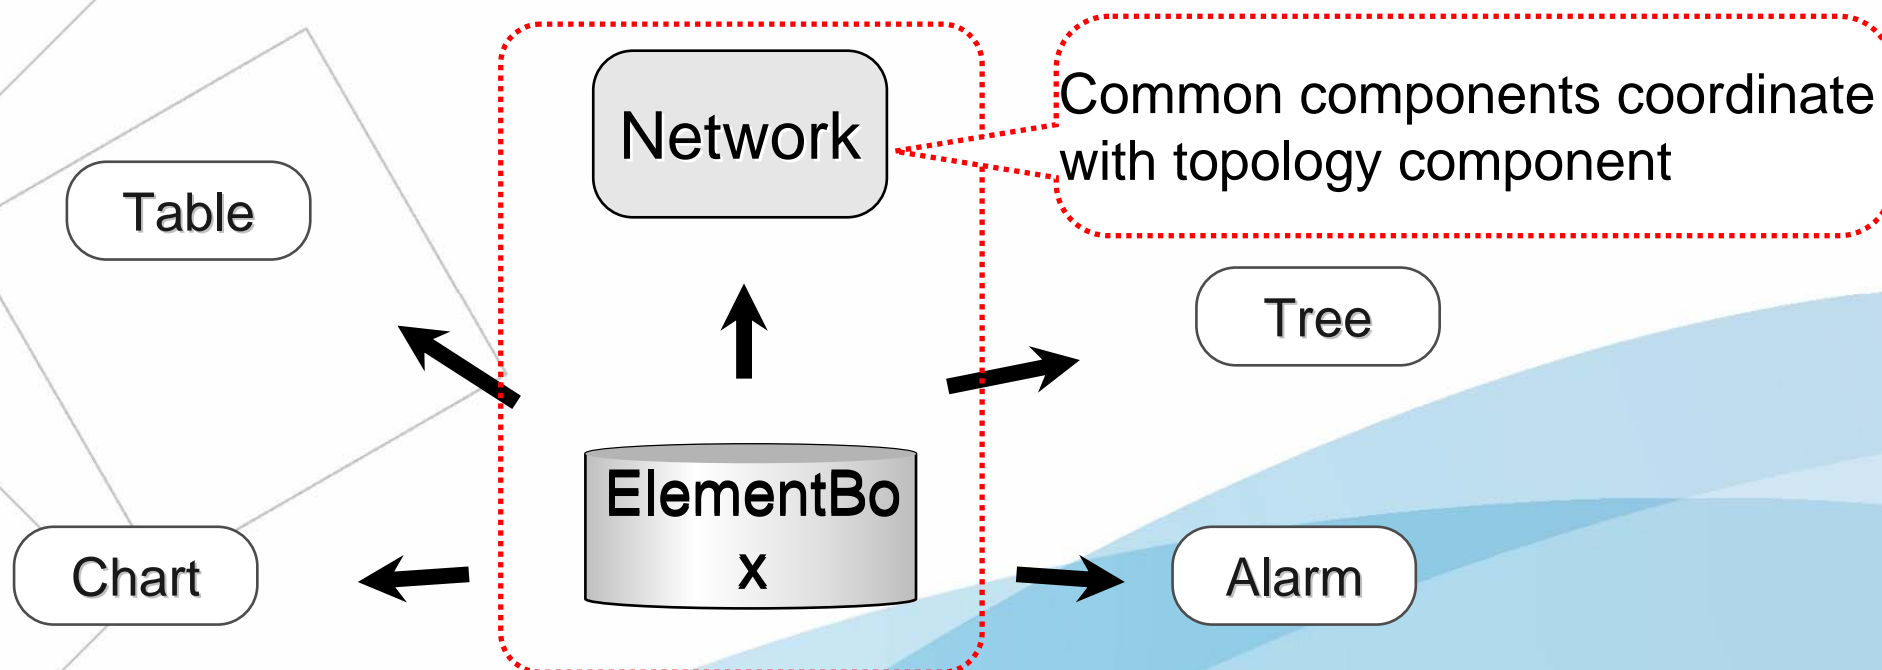 Network
Common components coordinate
with topology component
Table
Tree
ElementBo
x
Chart
Alarm